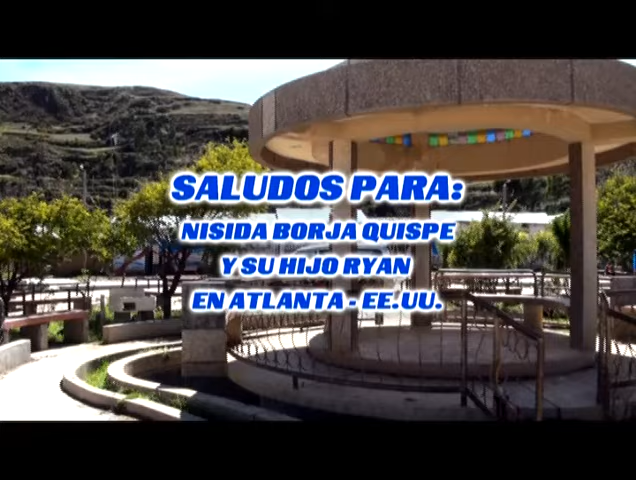 SALUDOS PARA:
NISIDA BORJA QUISPE
Y SU HIJO RYAN
EN ATLANTA - EE.UU.